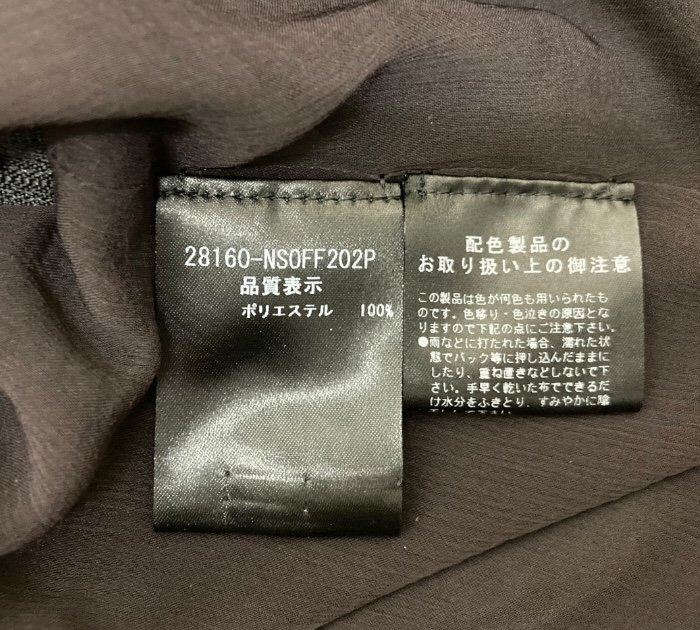 28160-NSOFF202P
品質表示
ポリエステル 100%
配色製品の
お取り扱い上の御注意
この製品は色が何色も用いられたも
のです。色移り・色泣きの原因とな
りますので下記の点にご注意下さい。
●雨などに打たれた場合、濡れた状
態でバック等に押し込んだままに
したり、重ね置きなどしないで下
さい。手早く乾いた布でできるだ
け水分をふきとり、すみやかに陰